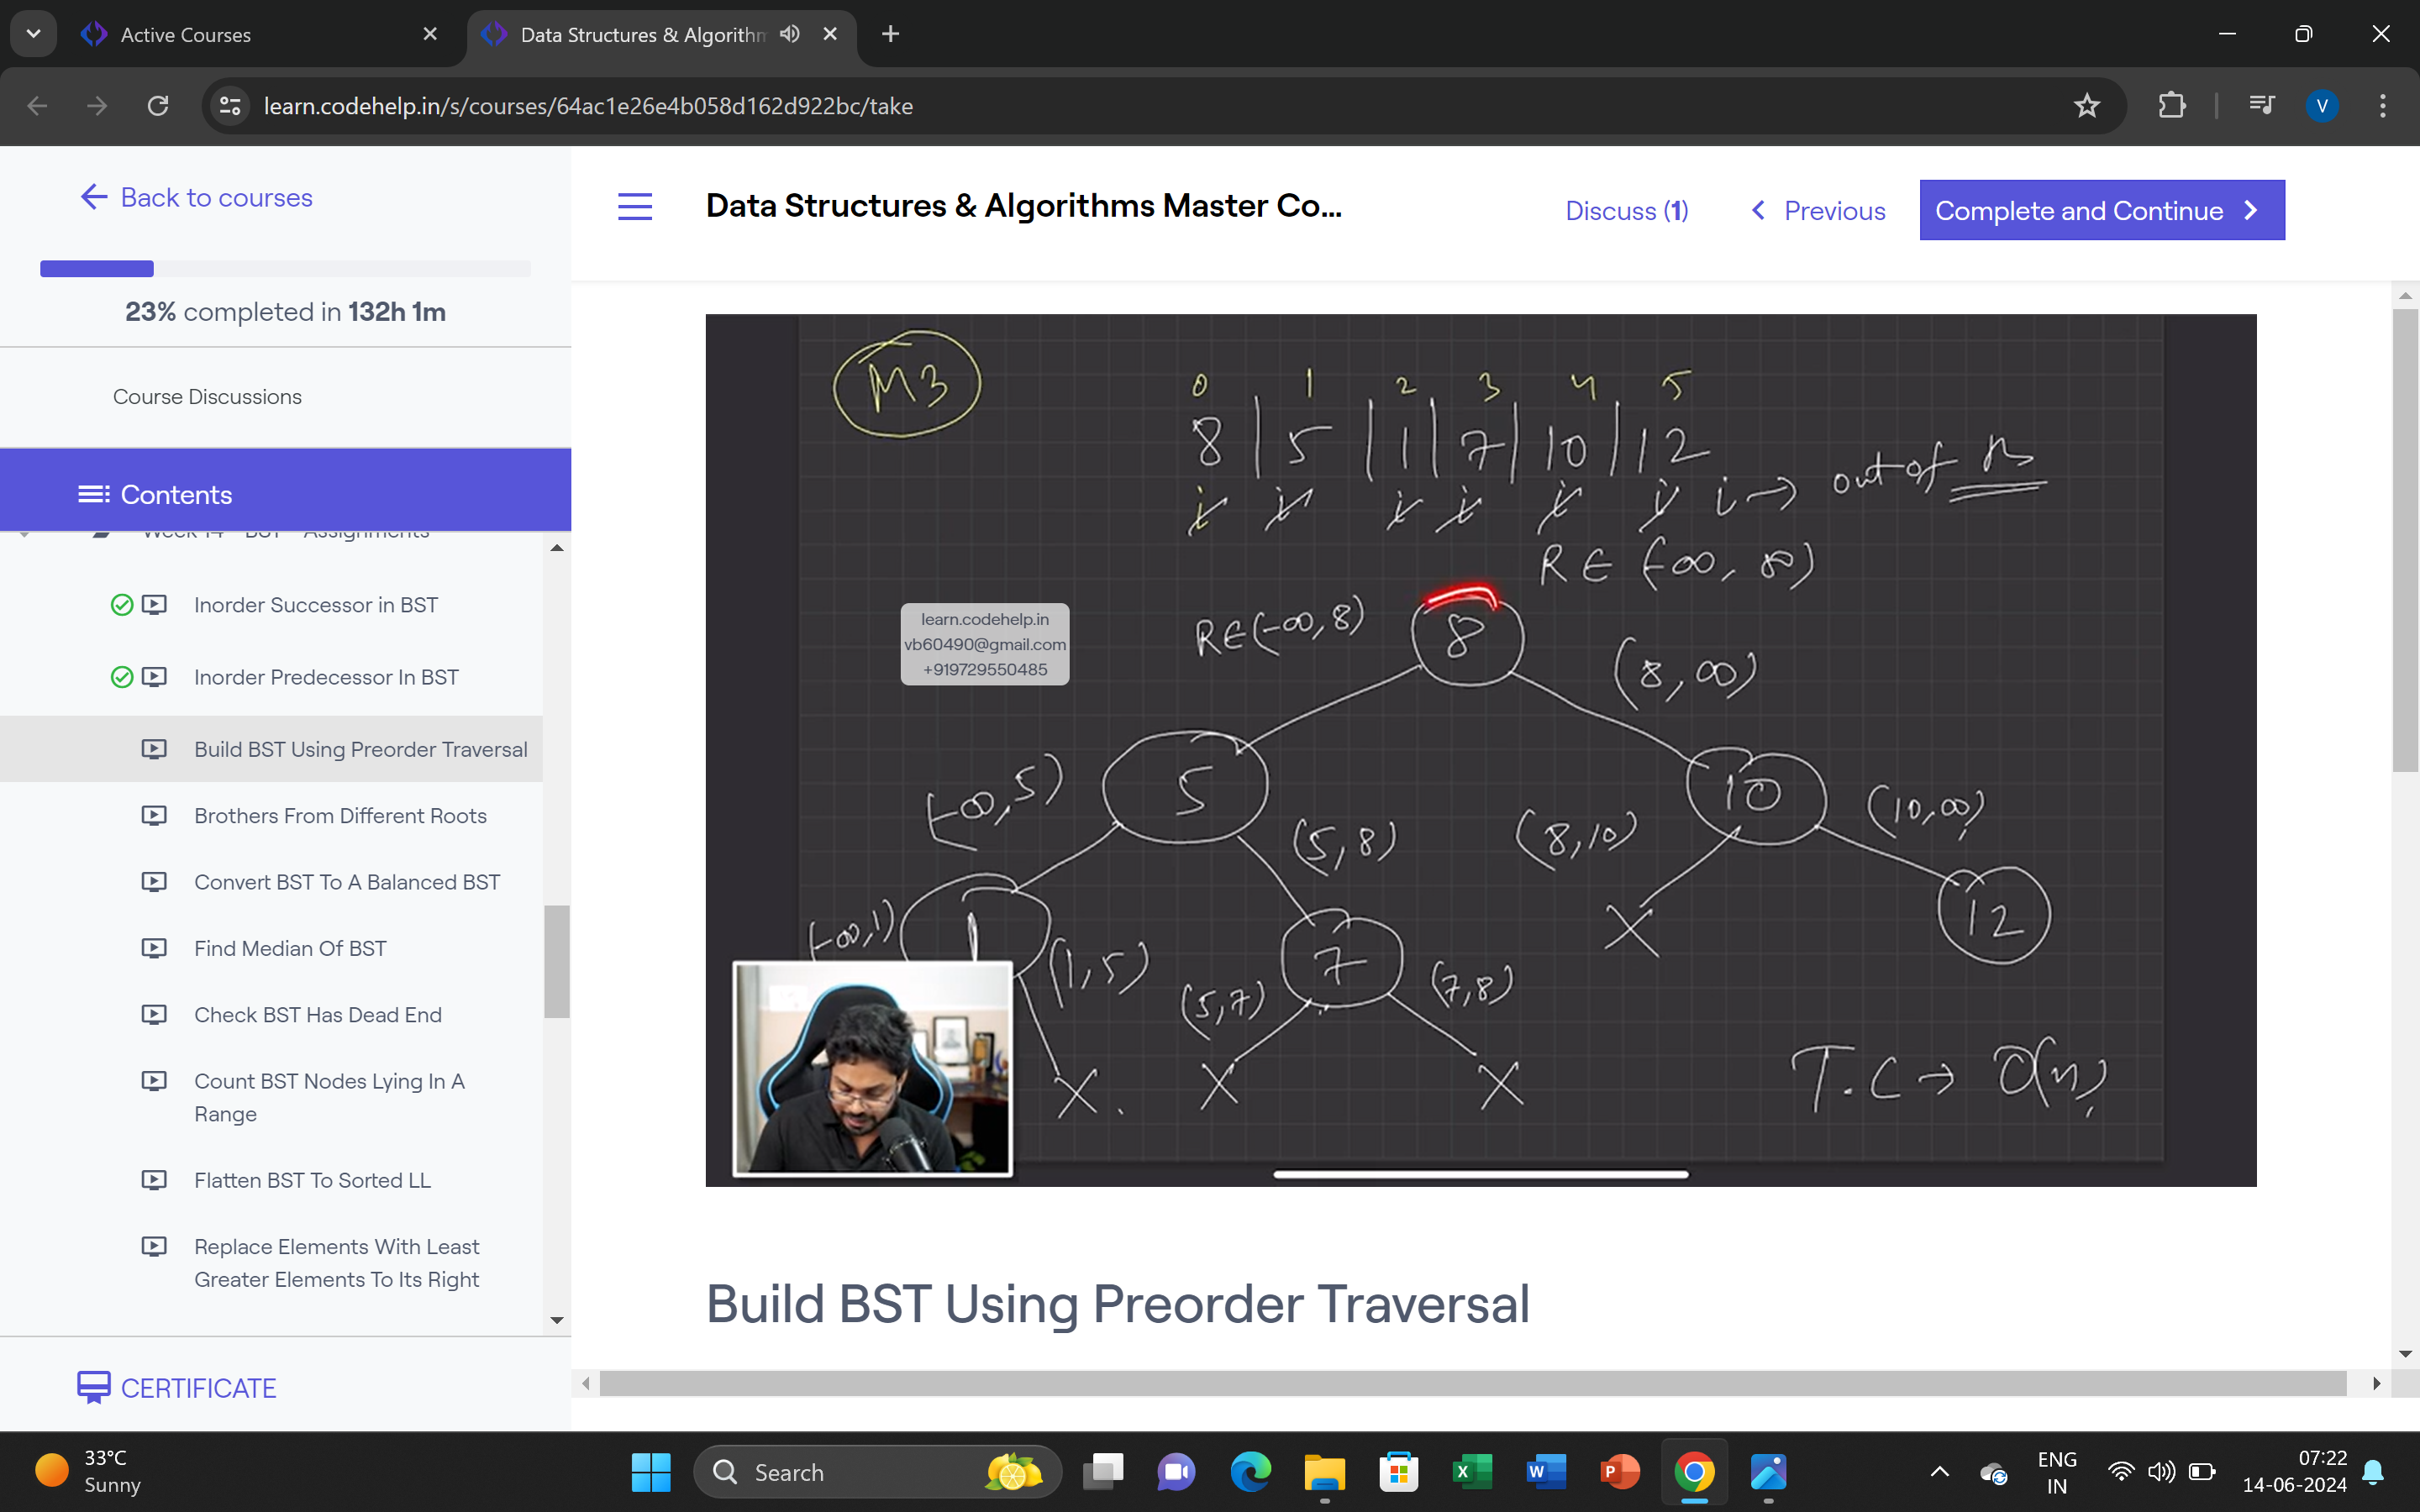 Active Courses
Data Structures & Algorithm
learn.codehelp.in/s/courses/64ac1e26e4b058d162d922bc/take
Back to courses
23% completed in 132h 1m
Course Discussions
Contents
Week 14 - BST - Assignments
Inorder Successor in BST
Inorder Predecessor In BST
Build BST Using Preorder Traversal
Brothers From Different Roots
Convert BST To A Balanced BST
Find Median Of BST
Check BST Has Dead End
Count BST Nodes Lying In A
Range
Flatten BST To Sorted LL
Replace Elements With Least
Greater Elements To Its Right
CERTIFICATE
Data Structures & Algorithms Master Co...
Discuss (1)
Previous
Complete and Continue
M3
0 1 2 3 4 5
8 | 5 | 1 | 7 | 10 | 12
i i i i i i i → out of n
R ∈ (-∞, ∞)
R ∈ (-∞, 8)
8
(8, ∞)
learn.codehelp.in
vb60490@gmail.com
+919729550485
(-∞, 5)
5
(5, 8)
(8, 10)
10
(10, ∞)
(-∞, 1)
1
(1, 5)
7
12
(5, 7)
(7, 8)
X
X
X
X
T.C → O(n)
Build BST Using Preorder Traversal
33°C
Sunny
Search
ENG
IN
07:22
14-06-2024
V